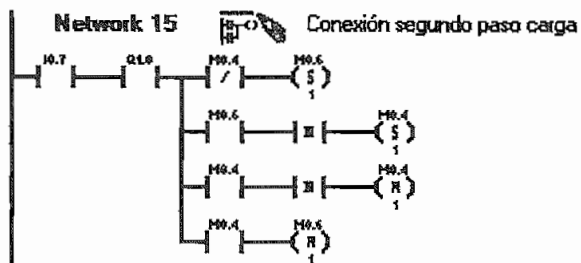 Network 15 Conexión segundo paso carga
I0.7 Q1.0 M0.4 M0.6
/ S
1
M0.6 M0.4
N S
1
M0.4 M0.4
N R
1
M0.4 M0.6
R
1